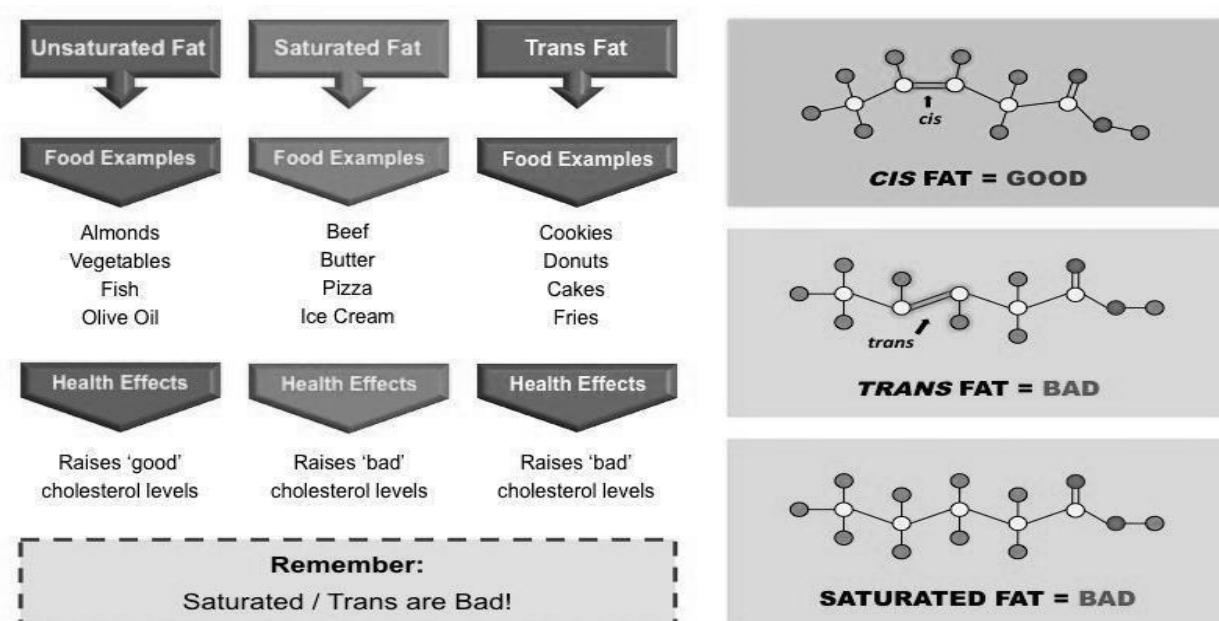 Unsaturated Fat
Food Examples
Almonds
Vegetables
Fish
Olive Oil
Health Effects
Raises ‘good’
cholesterol levels
Saturated Fat
Food Examples
Beef
Butter
Pizza
Ice Cream
Health Effects
Raises ‘bad’
cholesterol levels
Trans Fat
Food Examples
Cookies
Donuts
Cakes
Fries
Health Effects
Raises ‘bad’
cholesterol levels
Remember:
Saturated / Trans are Bad!
cis
CIS FAT = GOOD
trans
TRANS FAT = BAD
SATURATED FAT = BAD